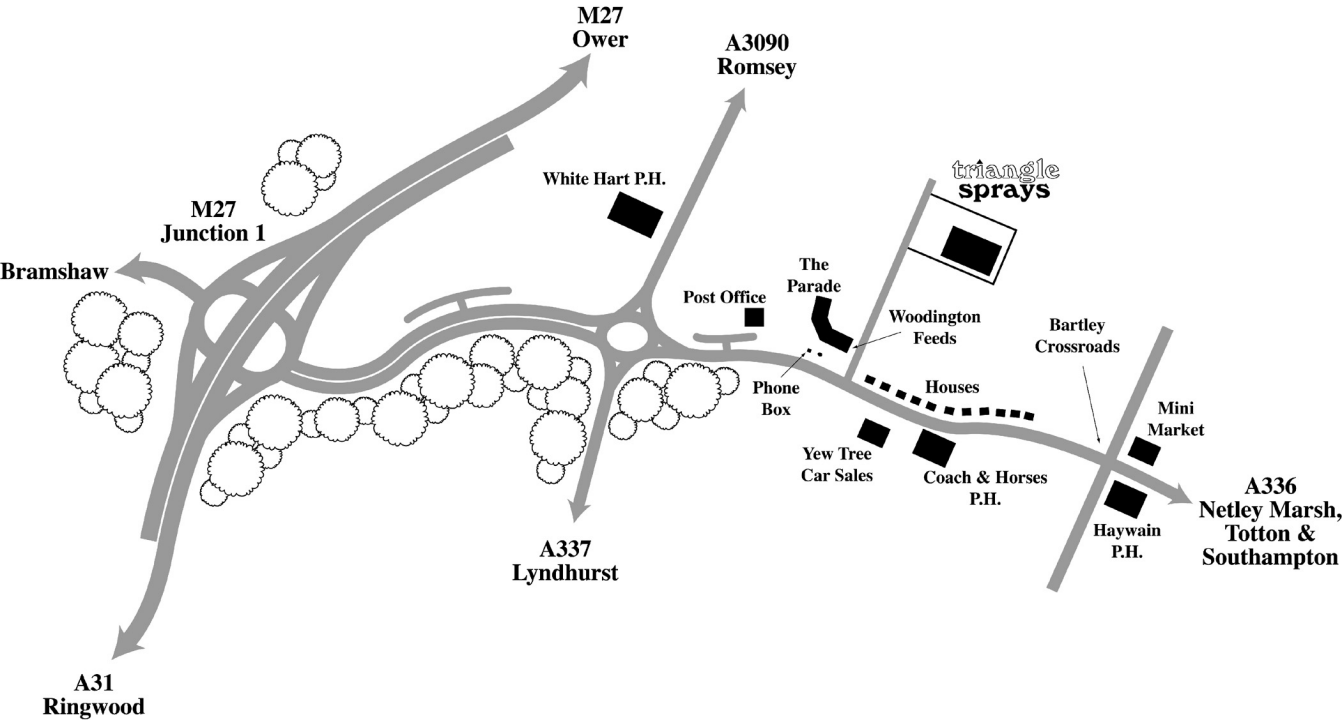 M27
Ower
A3090
Romsey
triangle
sprays
White Hart P.H.
M27
Junction 1
Bramshaw
The
Parade
Post Office
Woodington
Feeds
Bartley
Crossroads
Phone
Box
Houses
Mini
Market
Yew Tree
Car Sales
Coach & Horses
P.H.
A336
Netley Marsh,
Totton &
Southampton
Haywain
P.H.
A337
Lyndhurst
A31
Ringwood